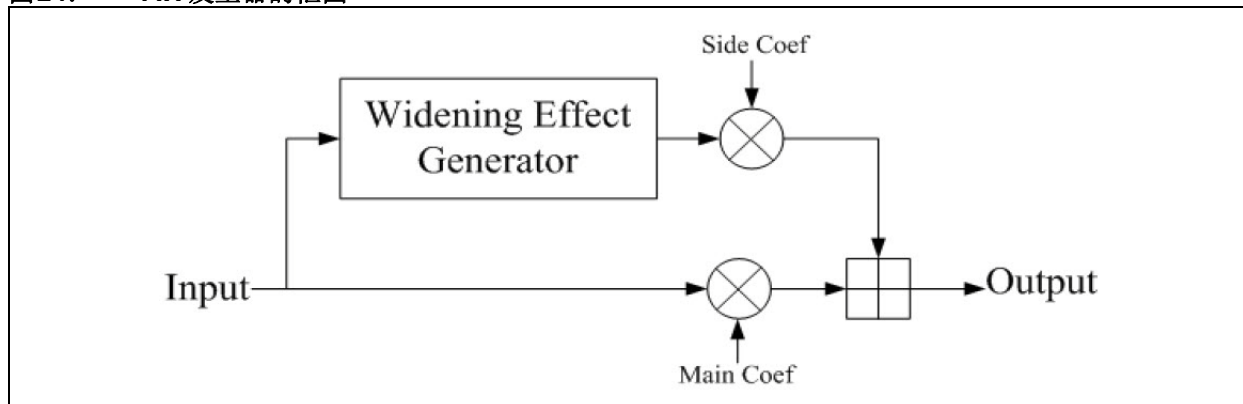 Side Coef
Widening Effect
Generator
Input
Output
Main Coef